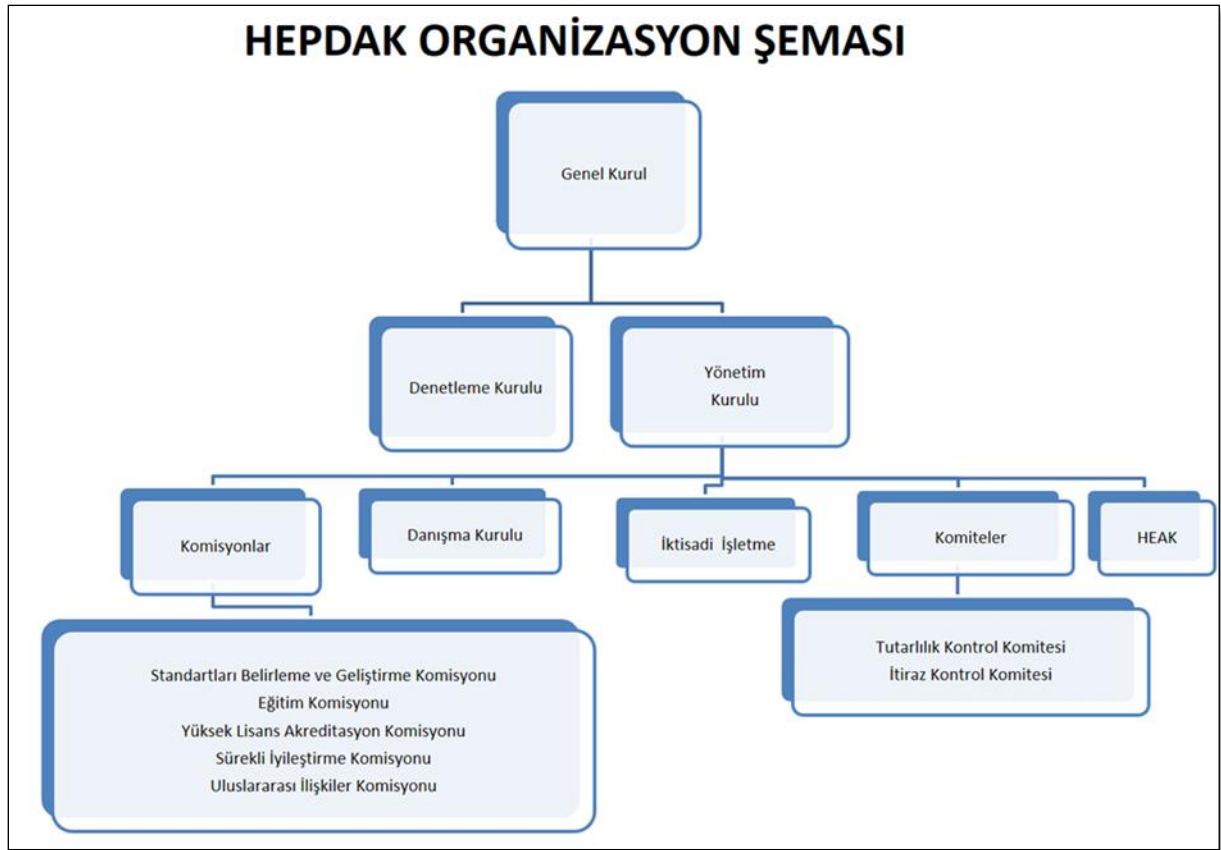 HEPDAK ORGANİZASYON ŞEMASI
Genel Kurul
Denetleme Kurulu
Yönetim
Kurulu
Komisyonlar
Danışma Kurulu
İktisadi İşletme
Komiteler
HEAK
Standartları Belirleme ve Geliştirme Komisyonu
Eğitim Komisyonu
Yüksek Lisans Akreditasyon Komisyonu
Sürekli İyileştirme Komisyonu
Uluslararası İlişkiler Komisyonu
Tutarlılık Kontrol Komitesi
İtiraz Kontrol Komitesi